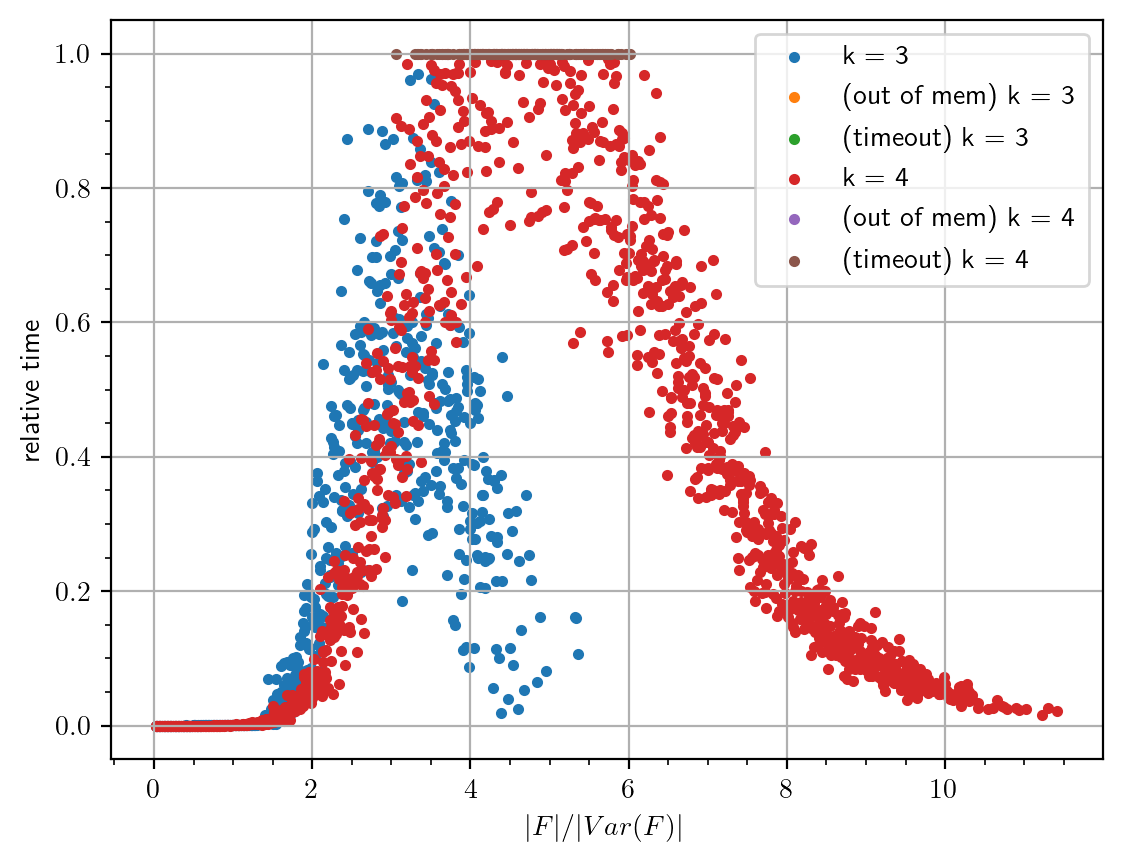 1.0
0.8
0.6
0.4
0.2
0.0
relative time
0 2 4 6 8 10
|F|/|Var(F)|
k = 3
(out of mem) k = 3
(timeout) k = 3
k = 4
(out of mem) k = 4
(timeout) k = 4